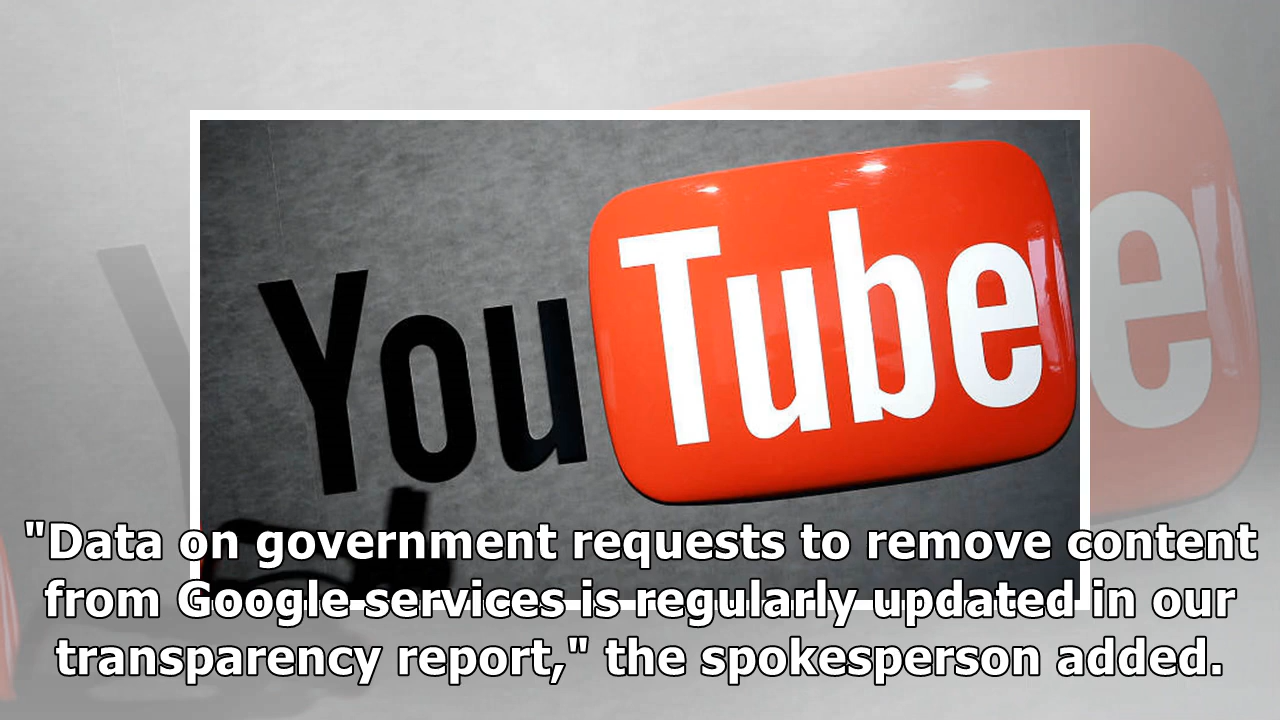 YouTube
"Data on government requests to remove content
from Google services is regularly updated in our
transparency report," the spokesperson added.